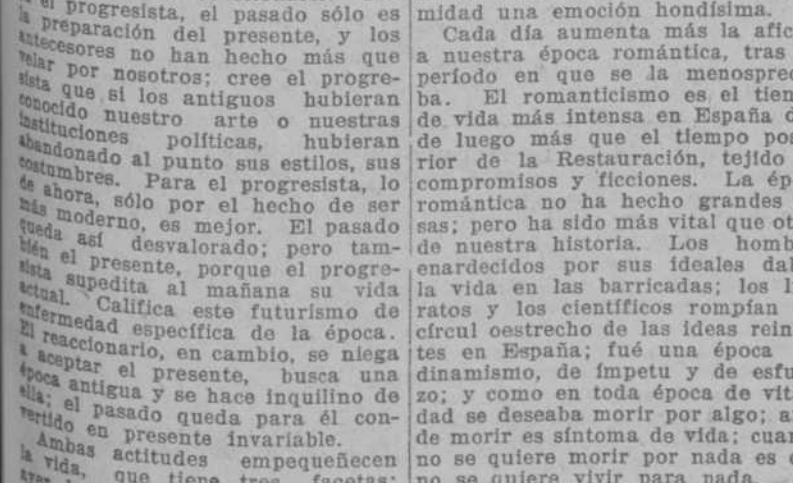 el progresista, el pasado sólo es
la preparación del presente, y los
antecesores no han hecho más que
velar por nosotros; cree el progre-
sista que si los antiguos hubieran
conocido nuestro arte o nuestras
instituciones políticas, hubieran
abandonado al punto sus estilos, sus
costumbres. Para el progresista, lo
de ahora, sólo por el hecho de ser
más moderno, es mejor. El pasado
queda así desvalorado; pero tam-
bién el presente, porque el progre-
sista supedita al mañana su vida
actual. Califica este futurismo de
enfermedad específica de la época.
El reaccionario, en cambio, se niega
a aceptar el presente, busca una
época antigua y se hace inquilino de
ella; el pasado queda para él con-
vertido en presente invariable.
Ambas actitudes empequeñecen
la vida, que tiene tres facetas:
midad una emoción hondísima.
Cada día aumenta más la afic
a nuestra época romántica, tras
período en que se la menosprec
ba. El romanticismo es el tiem
de vida más intensa en España d
de luego más que el tiempo pos
rior de la Restauración, tejido
compromisos y ficciones. La ép
romántica no ha hecho grandes
sas; pero ha sido más vital que ot
de nuestra historia. Los homb
enardecidos por sus ideales dab
la vida en las barricadas; los li
ratos y los científicos rompían
círcul oestrecho de las ideas rein
tes en España; fué una época
dinamismo, de ímpetu y de esfu
zo; y como en toda época de vit
dad se deseaba morir por algo; a
de morir es síntoma de vida; cuan
no se quiere morir por nada es
no se quiere vivir para nada.